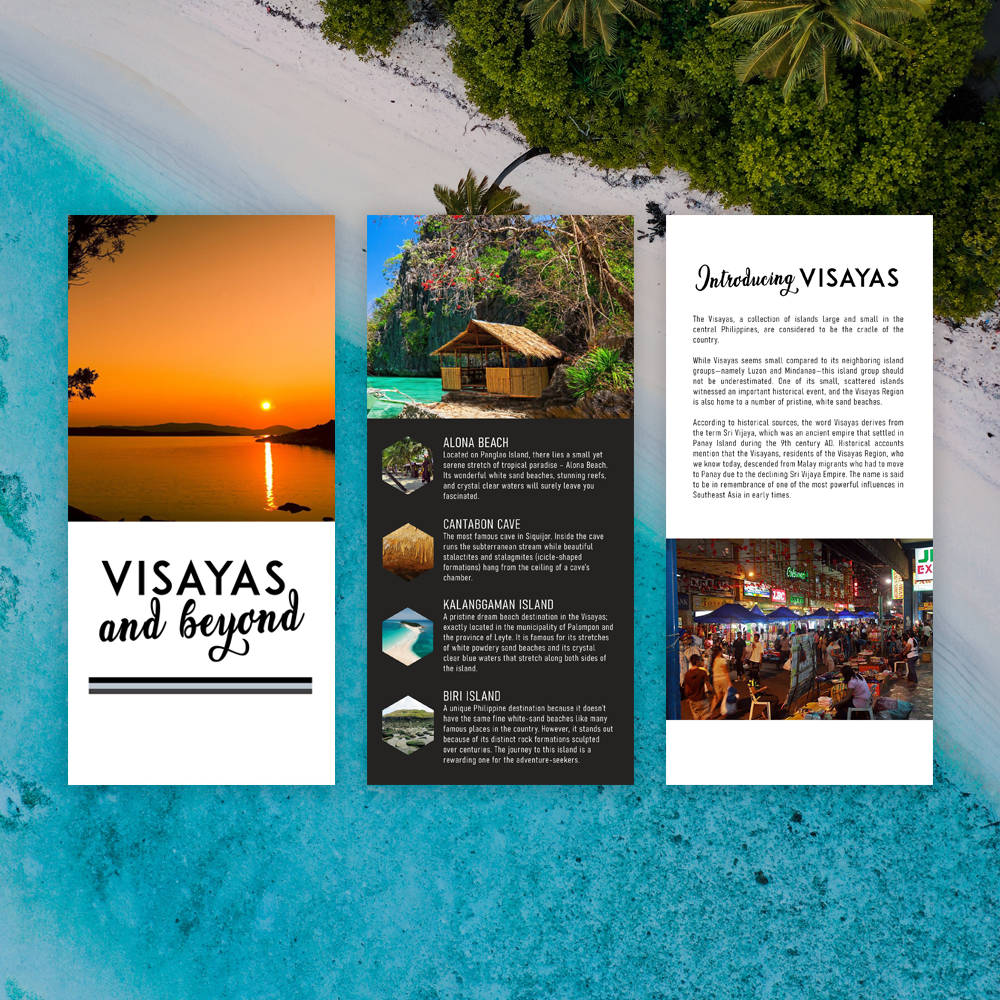 VISAYAS
and beyond
ALONA BEACH
Located on Panglao Island, there lies a small yet
serene stretch of tropical paradise – Alona Beach.
Its wonderful white sand beaches, stunning reefs,
and crystal clear waters will surely leave you
fascinated.
CANTABON CAVE
The most famous cave in Siquijor. Inside the cave
runs the subterranean stream while beautiful
stalactites and stalagmites (icicle-shaped
formations) hang from the ceiling of a cave's
chamber.
KALANGGAMAN ISLAND
A pristine dream beach destination in the Visayas;
exactly located in the municipality of Palompon and
the province of Leyte. It is famous for its stretches
of white powdery sand beaches and its crystal
clear blue waters that stretch along both sides of
the island.
BIRI ISLAND
A unique Philippine destination because it doesn't
have the same fine white-sand beaches like many
famous places in the country. However, it stands out
because of its distinct rock formations sculpted
over centuries. The journey to this island is a
rewarding one for the adventure-seekers.
Introducing VISAYAS
The Visayas, a collection of islands large and small in the
central Philippines, are considered to be the cradle of the
country.
While Visayas seems small compared to its neighboring island
groups—namely Luzon and Mindanao—this island group should
not be underestimated. One of its small, scattered islands
witnessed an important historical event, and the Visayas Region
is also home to a number of pristine, white sand beaches.
According to historical sources, the word Visayas derives from
the term Sri Vijaya, which was an ancient empire that settled in
Panay Island during the 9th century AD. Historical accounts
mention that the Visayans, residents of the Visayas Region, who
we know today, descended from Malay migrants who had to move
to Panay due to the declining Sri Vijaya Empire. The name is said
to be in remembrance of one of the most powerful influences in
Southeast Asia in early times.